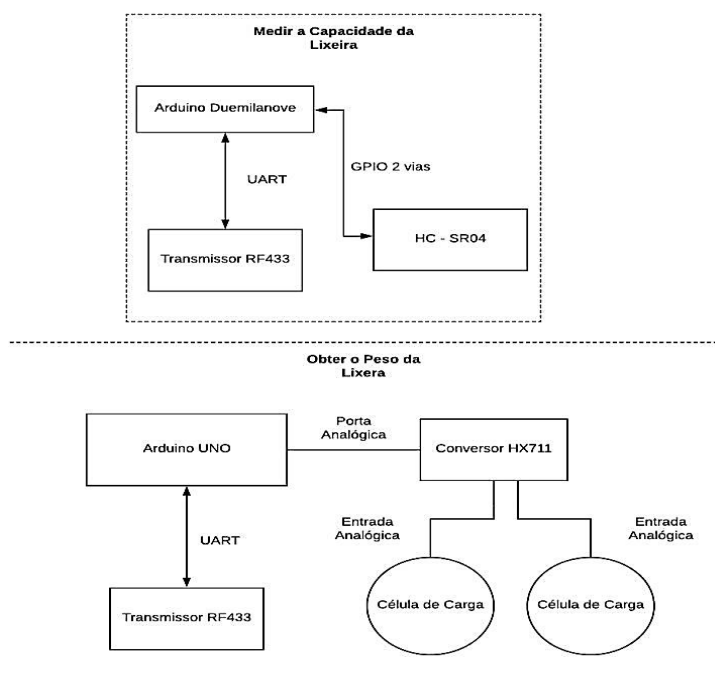 Medir a Capacidade da
Lixeira
Arduino Duemilanove
UART
GPIO 2 vias
HC - SR04
Transmissor RF433
Obter o Peso da
Lixera
Arduino UNO
Porta
Analógica
Conversor HX711
UART
Entrada
Analógica
Entrada
Analógica
Transmissor RF433
Célula de Carga
Célula de Carga